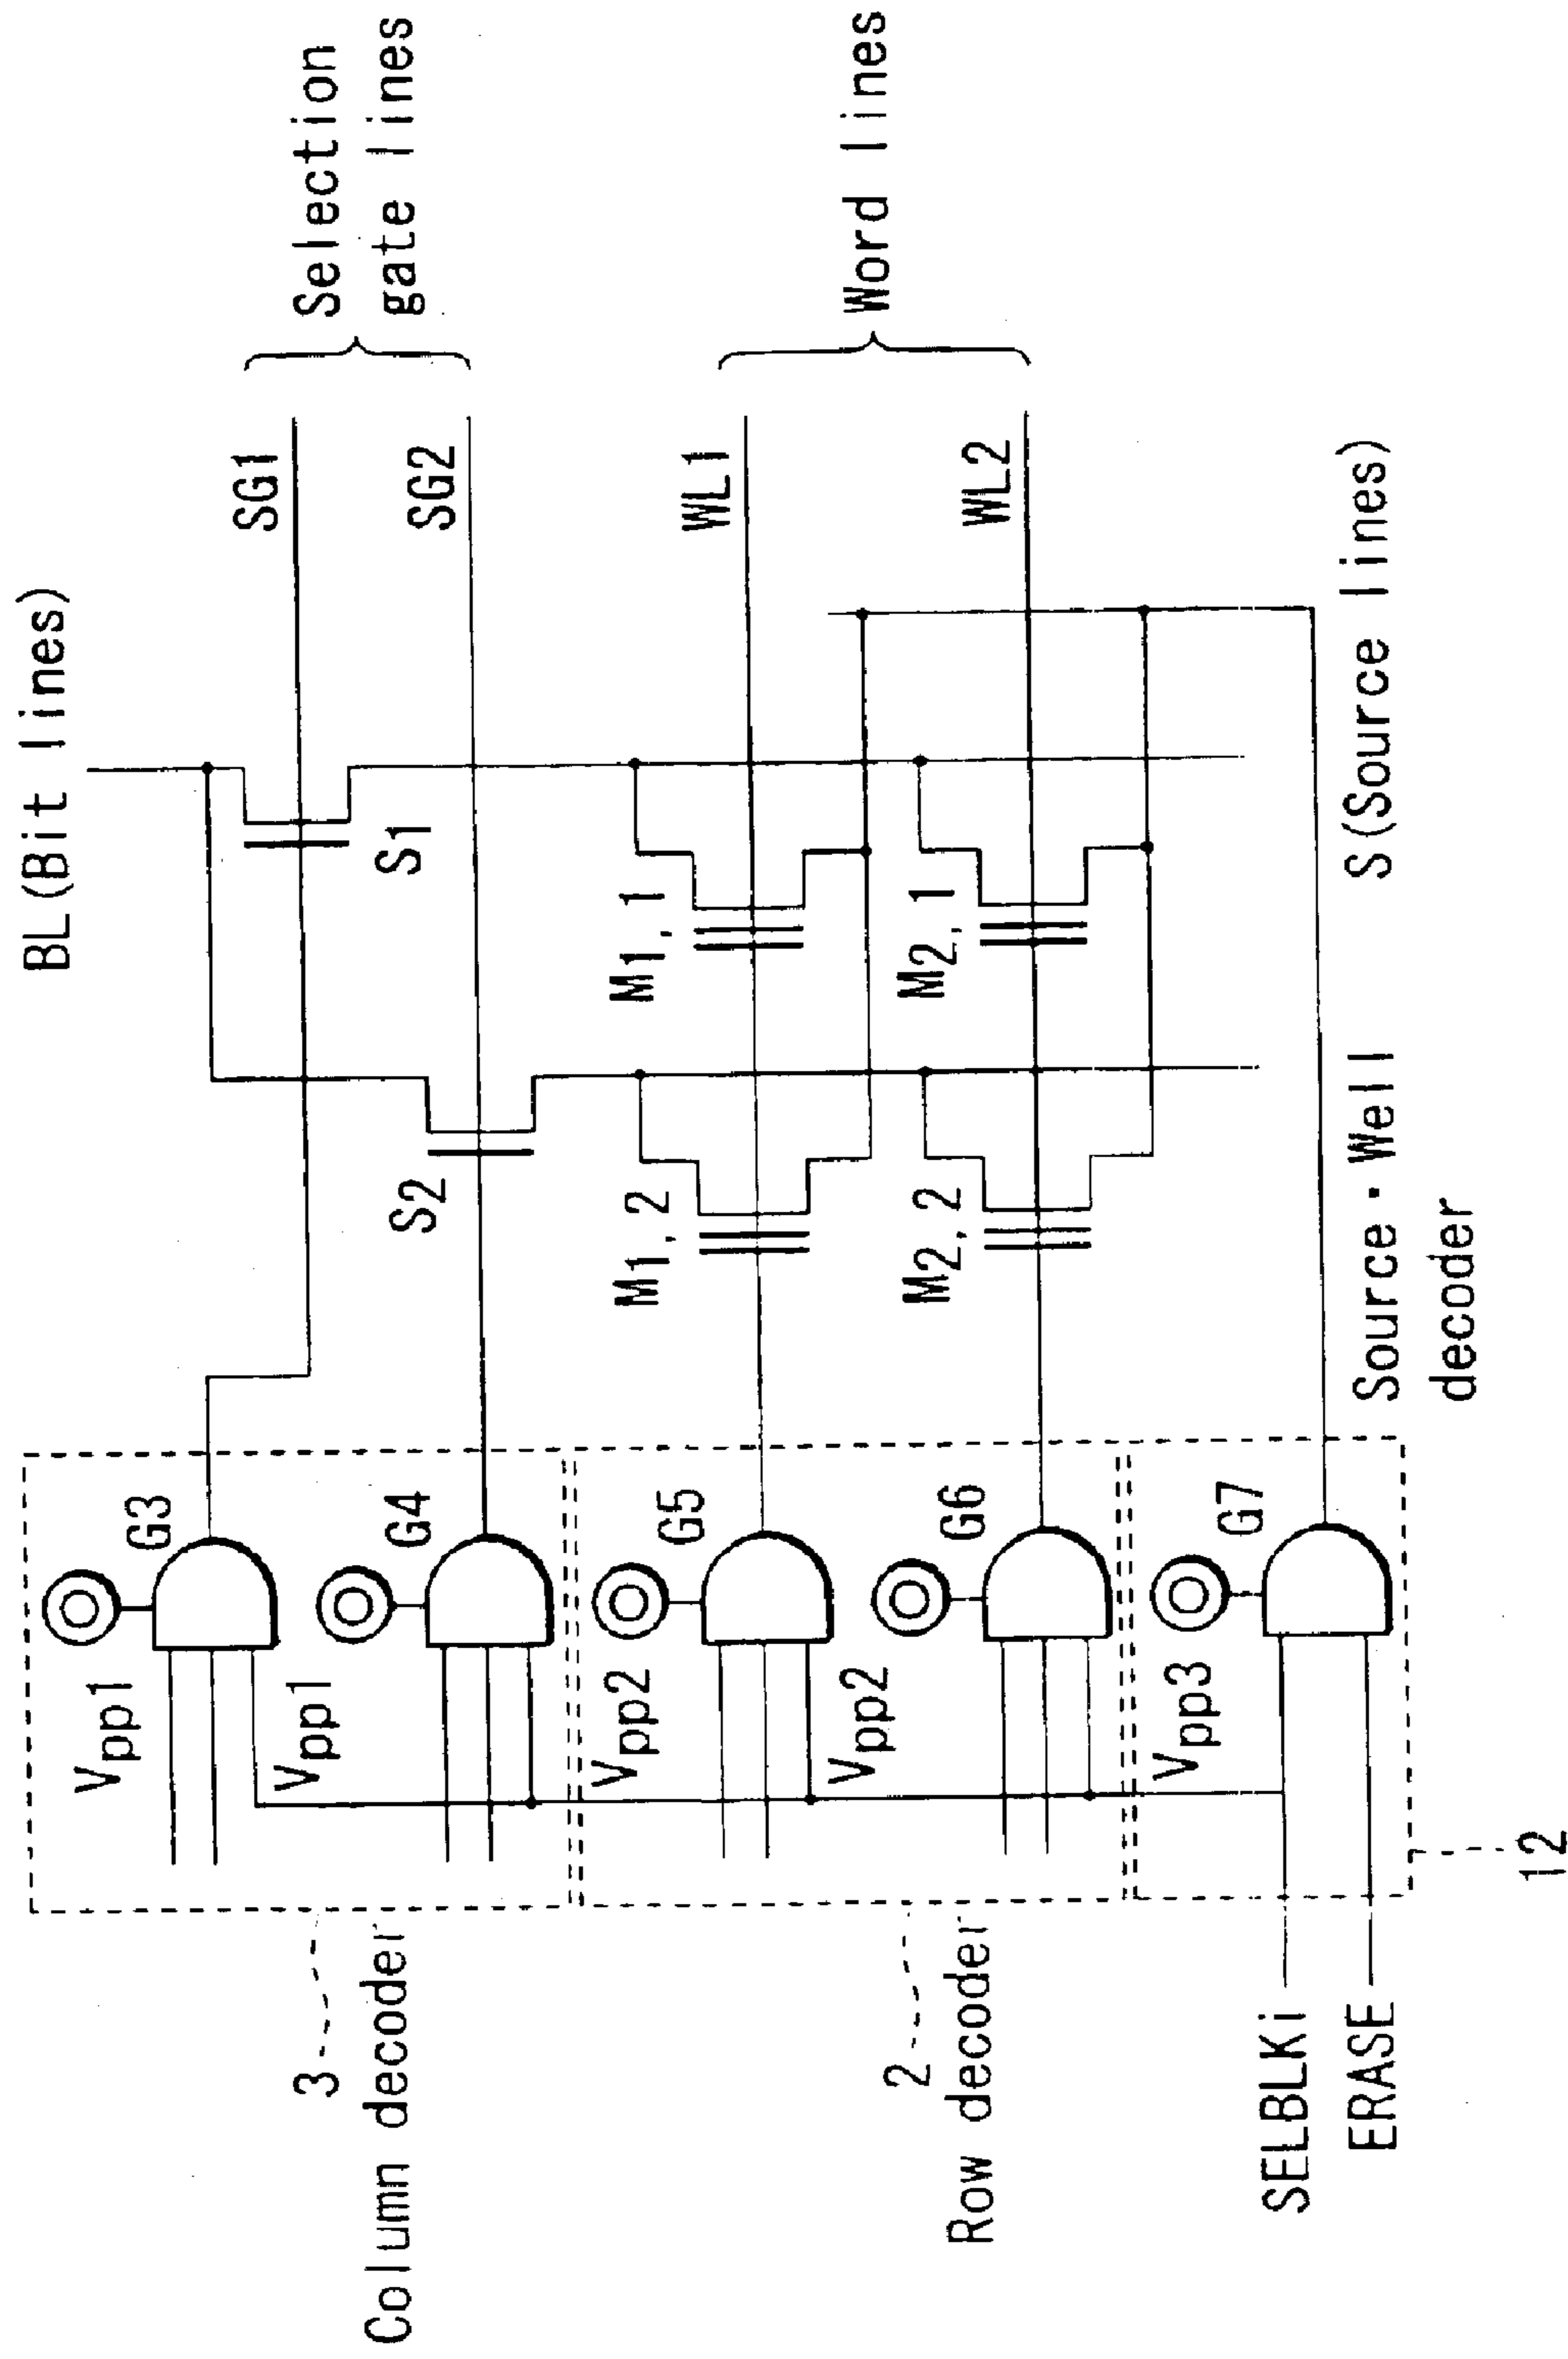 BL(Bit lines)
Selection
gate lines
SG1
SG2
S1
S2
Word lines
WL1
WL2
M1, 1
M1, 2
M2, 1
M2, 2
S(Source lines)
Source・Well
decoder
G3
Vpp1
G4
Vpp1
G5
Vpp2
G6
Vpp2
G7
Vpp3
3
Column decoder
2
Row decoder
SELBLKi
ERASE
12